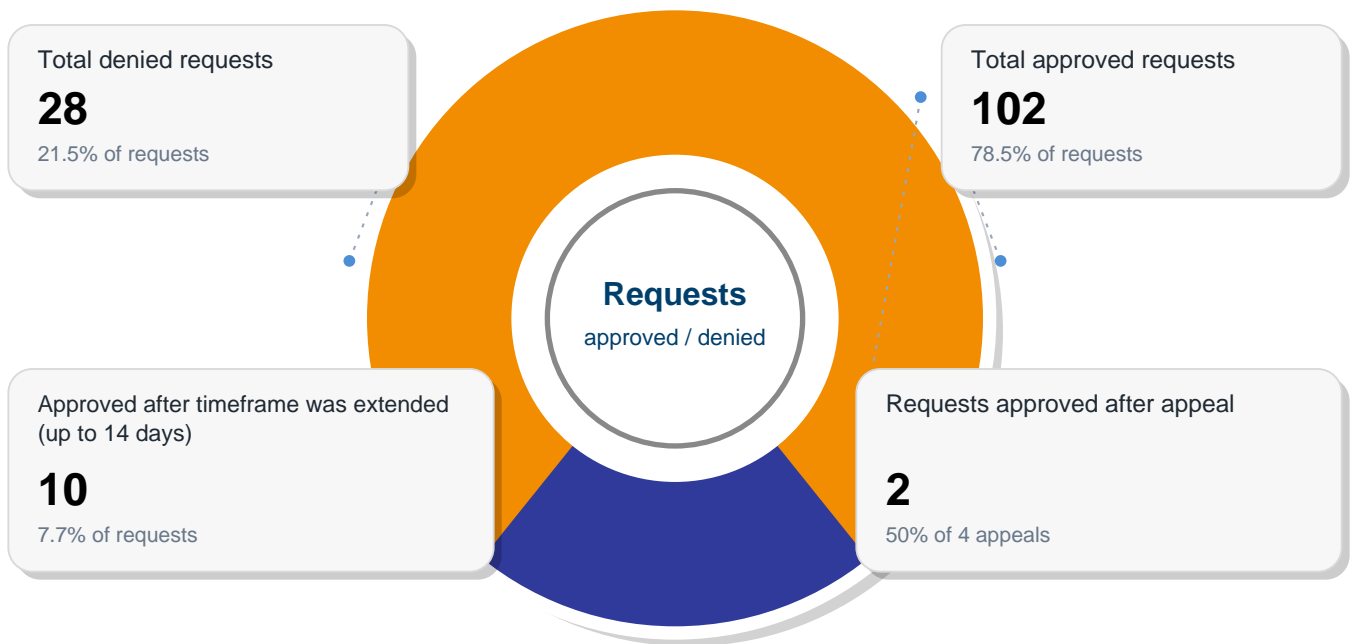 Total denied requests
28
21.5% of requests
Total approved requests
102
78.5% of requests
Requests
approved / denied
Approved after timeframe was extended
(up to 14 days)
10
7.7% of requests
Requests approved after appeal
2
50% of 4 appeals